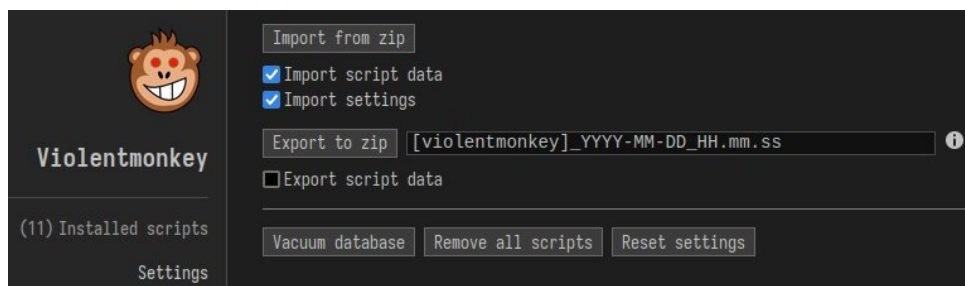 Violentmonkey
(11) Installed scripts
Settings
Import from zip
Import script data
Import settings
Export to zip [violentmonkey]_YYYY-MM-DD_HH.mm.ss
Export script data
Vacuum database Remove all scripts Reset settings